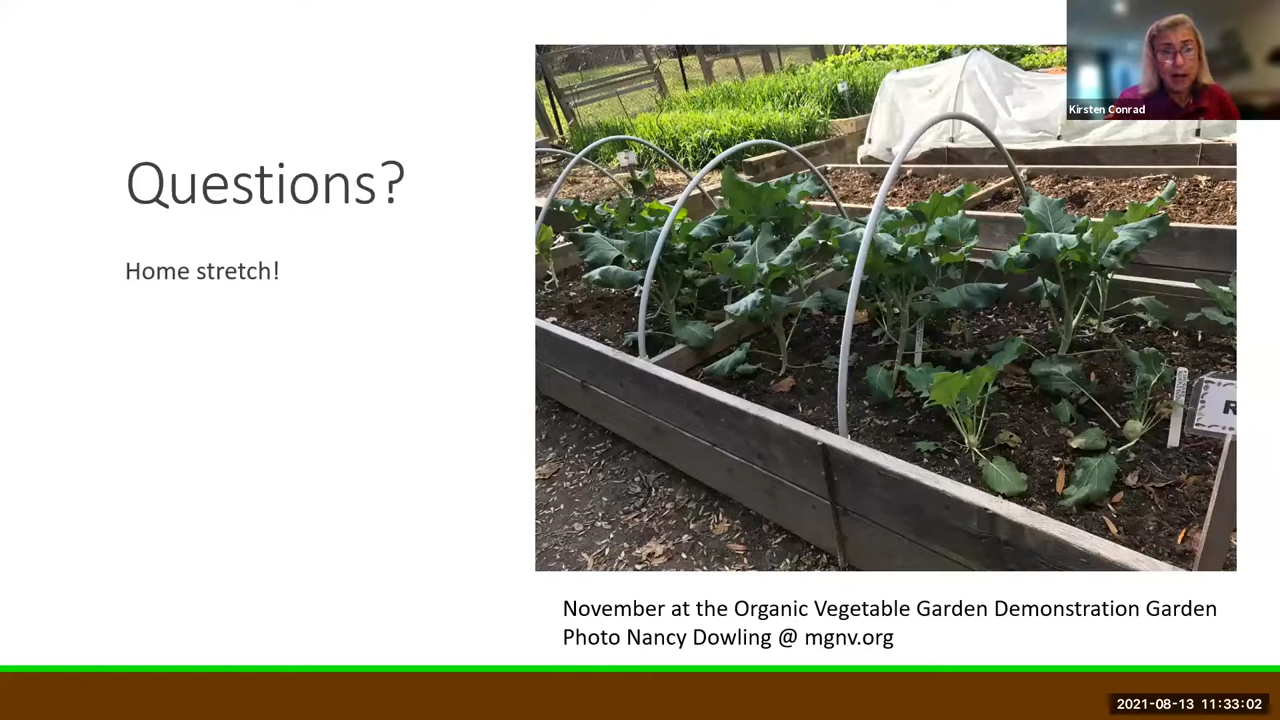 Questions?
Home stretch!
Kirsten Conrad
R
November at the Organic Vegetable Garden Demonstration Garden
Photo Nancy Dowling @ mgnv.org
2021-08-13 11:33:02